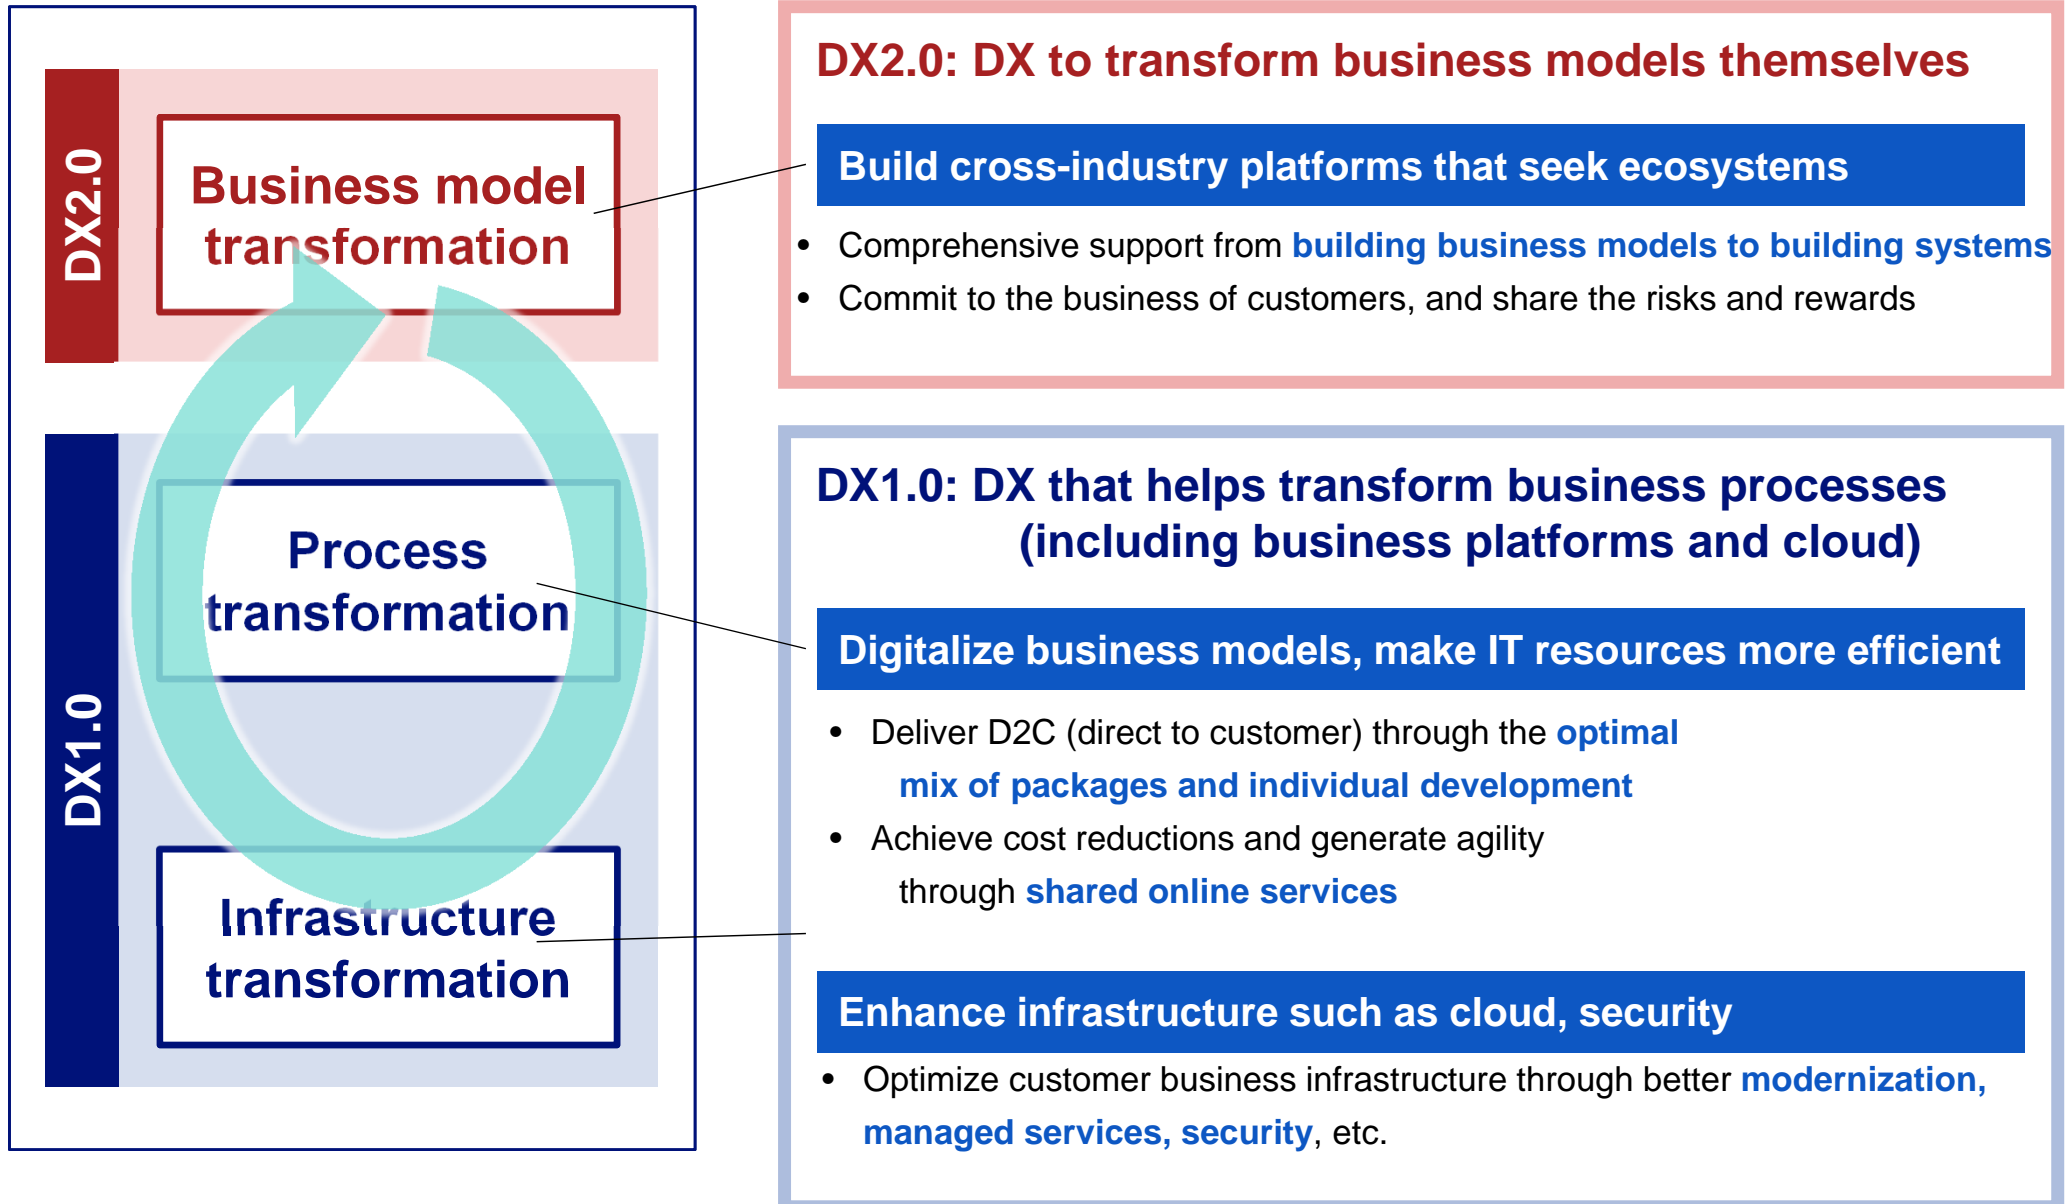 DX2.0
Business model
transformation
DX1.0
Process
transformation
Infrastructure
transformation
DX2.0: DX to transform business models themselves
Build cross-industry platforms that seek ecosystems
• Comprehensive support from building business models to building systems
• Commit to the business of customers, and share the risks and rewards
DX1.0: DX that helps transform business processes
(including business platforms and cloud)
Digitalize business models, make IT resources more efficient
• Deliver D2C (direct to customer) through the optimal
mix of packages and individual development
• Achieve cost reductions and generate agility
through shared online services
Enhance infrastructure such as cloud, security
• Optimize customer business infrastructure through better modernization,
managed services, security, etc.